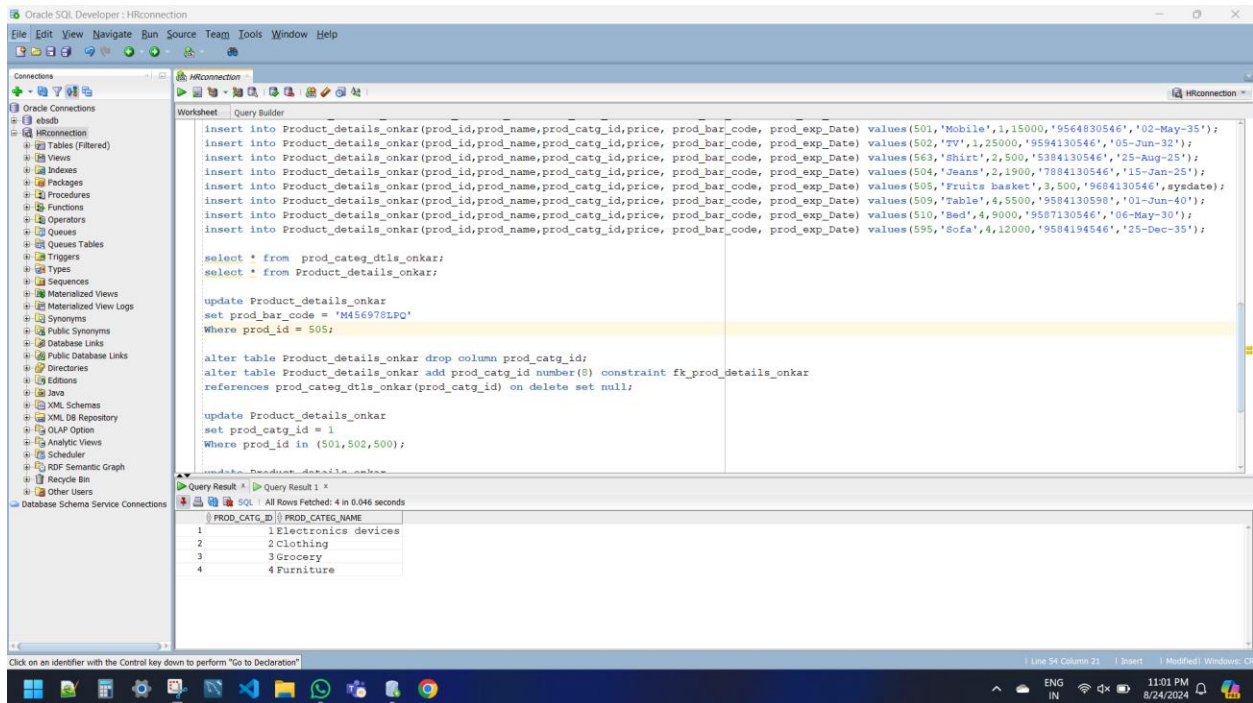 Oracle SQL Developer : HRconnection
File Edit View Navigate Run Source Team Tools Window Help
Connections
Oracle Connections
ebsdb
HRconnection
Tables (Filtered)
Views
Indexes
Packages
Procedures
Functions
Operators
Queues
Queues Tables
Triggers
Types
Sequences
Materialized Views
Materialized View Logs
Synonyms
Public Synonyms
Database Links
Public Database Links
Directories
Editions
Java
XML Schemas
XML DB Repository
OLAP Option
Analytic Views
Scheduler
RDF Semantic Graph
Recycle Bin
Other Users
Database Schema Service Connections
HRconnection
HRconnection
Worksheet Query Builder
insert into Product_details_onkar(prod_id,prod_name,prod_catg_id,price, prod_bar_code, prod_exp_Date) values(501,'Mobile',1,15000,'9564830546','02-May-35');
insert into Product_details_onkar(prod_id,prod_name,prod_catg_id,price, prod_bar_code, prod_exp_Date) values(502,'TV',1,25000,'9594130546','05-Jun-32');
insert into Product_details_onkar(prod_id,prod_name,prod_catg_id,price, prod_bar_code, prod_exp_Date) values(563,'Shirt',2,500,'5384130546','25-Aug-25');
insert into Product_details_onkar(prod_id,prod_name,prod_catg_id,price, prod_bar_code, prod_exp_Date) values(504,'Jeans',2,1900,'7884130546','15-Jan-25');
insert into Product_details_onkar(prod_id,prod_name,prod_catg_id,price, prod_bar_code, prod_exp_Date) values(505,'Fruits basket',3,500,'9684130546',sysdate);
insert into Product_details_onkar(prod_id,prod_name,prod_catg_id,price, prod_bar_code, prod_exp_Date) values(509,'Table',4,5500,'9584130598','01-Jun-40');
insert into Product_details_onkar(prod_id,prod_name,prod_catg_id,price, prod_bar_code, prod_exp_Date) values(510,'Bed',4,9000,'9587130546','06-May-30');
insert into Product_details_onkar(prod_id,prod_name,prod_catg_id,price, prod_bar_code, prod_exp_Date) values(595,'Sofa',4,12000,'9584194546','25-Dec-35');
select * from  prod_categ_dtls_onkar;
select * from Product_details_onkar;
update Product_details_onkar
set prod_bar_code = 'M456978LPQ'
Where prod_id = 505;
alter table Product_details_onkar drop column prod_catg_id;
alter table Product_details_onkar add prod_catg_id number(8) constraint fk_prod_details_onkar
references prod_categ_dtls_onkar(prod_catg_id) on delete set null;
update Product_details_onkar
set prod_catg_id = 1
Where prod_id in (501,502,500);
update Product_details_onkar
Query Result Query Result 1
SQL | All Rows Fetched: 4 in 0.046 seconds
PROD_CATG_ID PROD_CATEG_NAME
1 1 Electronics devices
2 2 Clothing
3 3 Grocery
4 4 Furniture
Click on an identifier with the Control key down to perform "Go to Declaration"
Line 54 Column 21 | Insert | Modified | Windows: CR
ENG
IN
11:01 PM
8/24/2024